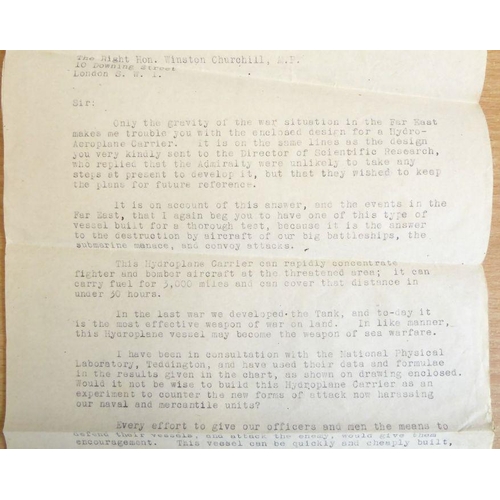 The Right Hon. Winston Churchill, M.P.
10 Downing Street
London S. W. 1.
Sir:
Only the gravity of the war situation in the Far East
makes me trouble you with the enclosed design for a Hydro-
Aeroplane Carrier. It is on the same lines as the design
you very kindly sent to the Director of Scientific Research,
who replied that the Admiralty were unlikely to take any
steps at present to develop it, but that they wished to keep
the plans for future reference.
It is on account of this answer, and the events in the
Far East, that I again beg you to have one of this type of
vessel built for a thorough test, because it is the answer
to the destruction by aircraft of our big battleships, the
submarine menace, and convoy attacks.
This Hydroplane Carrier can rapidly concentrate
fighter and bomber aircraft at the threatened area; it can
carry fuel for 3,000 miles and can cover that distance in
under 30 hours.
In the last war we developed the Tank, and to-day it
is the most effective weapon of war on land. In like manner,
this Hydroplane vessel may become the weapon of sea warfare.
I have been in consultation with the National Physical
Laboratory, Teddington, and have used their data and formulae
in the results given in the chart, as shown on drawing enclosed.
Would it not be wise to build this Hydroplane Carrier as an
experiment to counter the new forms of attack now harassing
our naval and mercantile units?
Every effort to give our officers and men the means to
defend their vessels, and attack the enemy, would give them
encouragement. This vessel can be quickly and cheaply built,